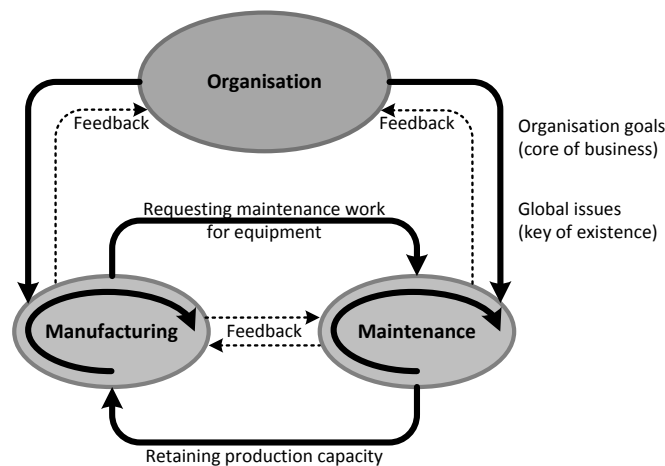 Organisation
Feedback
Feedback
Organisation goals
(core of business)
Global issues
(key of existence)
Requesting maintenance work
for equipment
Manufacturing
Feedback
Maintenance
Retaining production capacity